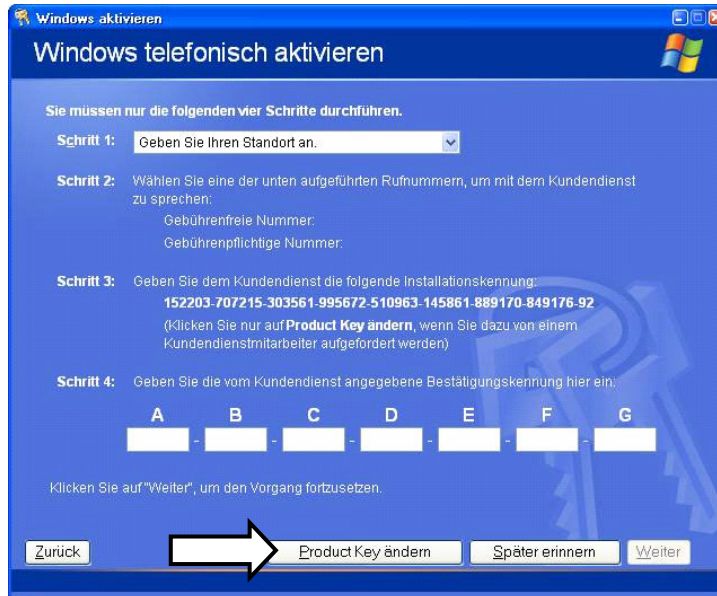 Windows aktivieren
Windows telefonisch aktivieren
Sie müssen nur die folgenden vier Schritte durchführen.
Schritt 1: Geben Sie Ihren Standort an.
Schritt 2: Wählen Sie eine der unten aufgeführten Rufnummern, um mit dem Kundendienst
zu sprechen:
Gebührenfreie Nummer:
Gebührenpflichtige Nummer:
Schritt 3: Geben Sie dem Kundendienst die folgende Installationskennung:
152203-707215-303561-995672-510963-145861-889170-849176-92
(Klicken Sie nur auf Product Key ändern, wenn Sie dazu von einem
Kundendienstmitarbeiter aufgefordert werden)
Schritt 4: Geben Sie die vom Kundendienst angegebene Bestätigungskennung hier ein:
A B C D E F G
- - - - - -
Klicken Sie auf "Weiter", um den Vorgang fortzusetzen.
Zurück Product Key ändern Später erinnern Weiter